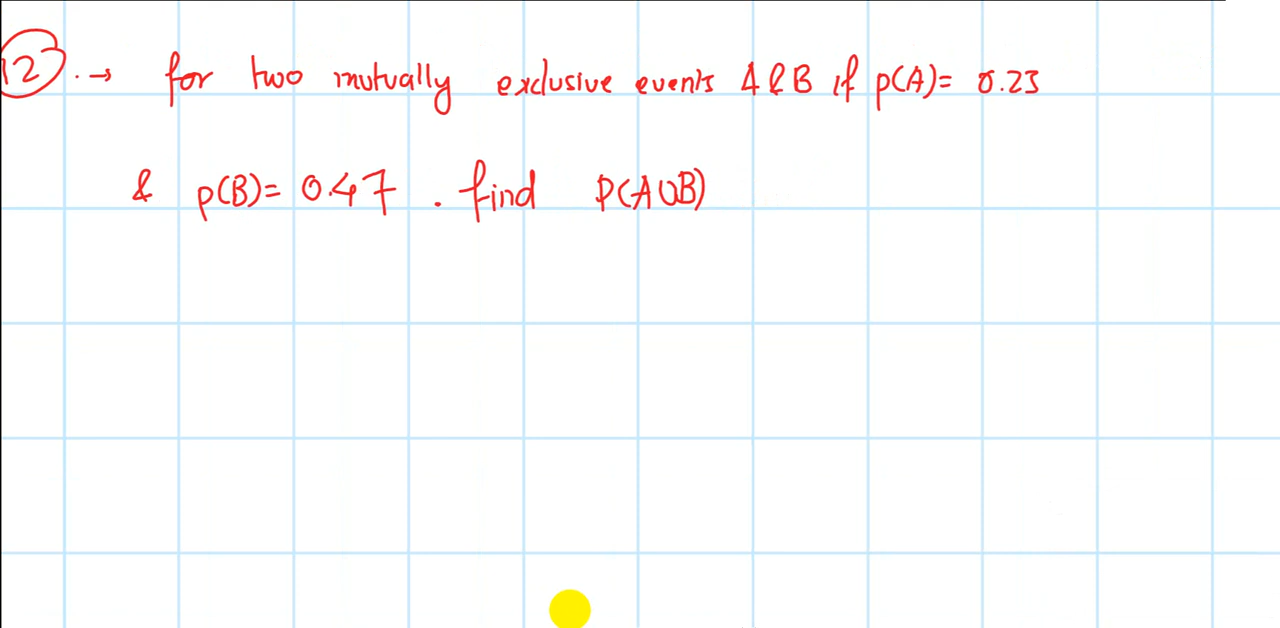 12 .→ for two mutually exclusive events A & B if p(A)= 0.23
& p(B)= 0.47 . find P(A∪B)